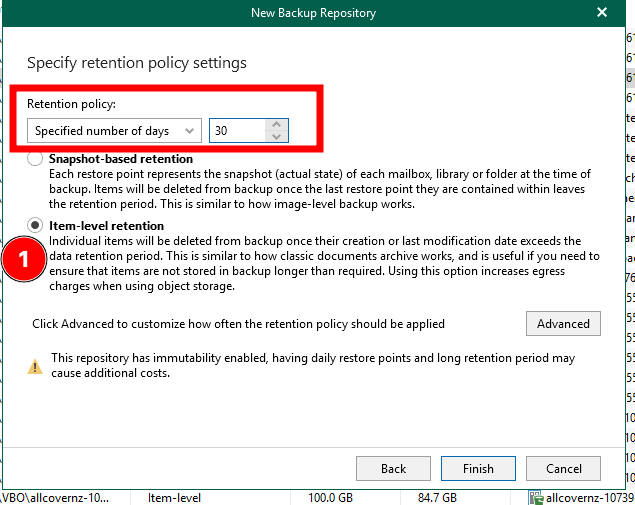 New Backup Repository
Specify retention policy settings
Retention policy:
Specified number of days
30
Snapshot-based retention
Each restore point represents the snapshot (actual state) of each mailbox, library or folder at the time of
backup. Items will be deleted from backup once the last restore point they are contained within leaves
the retention period. This is similar to how image-level backup works.
Item-level retention
1
Individual items will be deleted from backup once their creation or last modification date exceeds the
data retention period. This is similar to how classic documents archive works, and is useful if you need to
ensure that items are not stored in backup longer than required. Using this option increases egress
charges when using object storage.
Click Advanced to customize how often the retention policy should be applied
Advanced
This repository has immutability enabled, having daily restore points and long retention period may
cause additional costs.
Back
Finish
Cancel
\VBO\allcovernz-10...
Item-level
100.0 GB
84.7 GB
allcovernz-10739